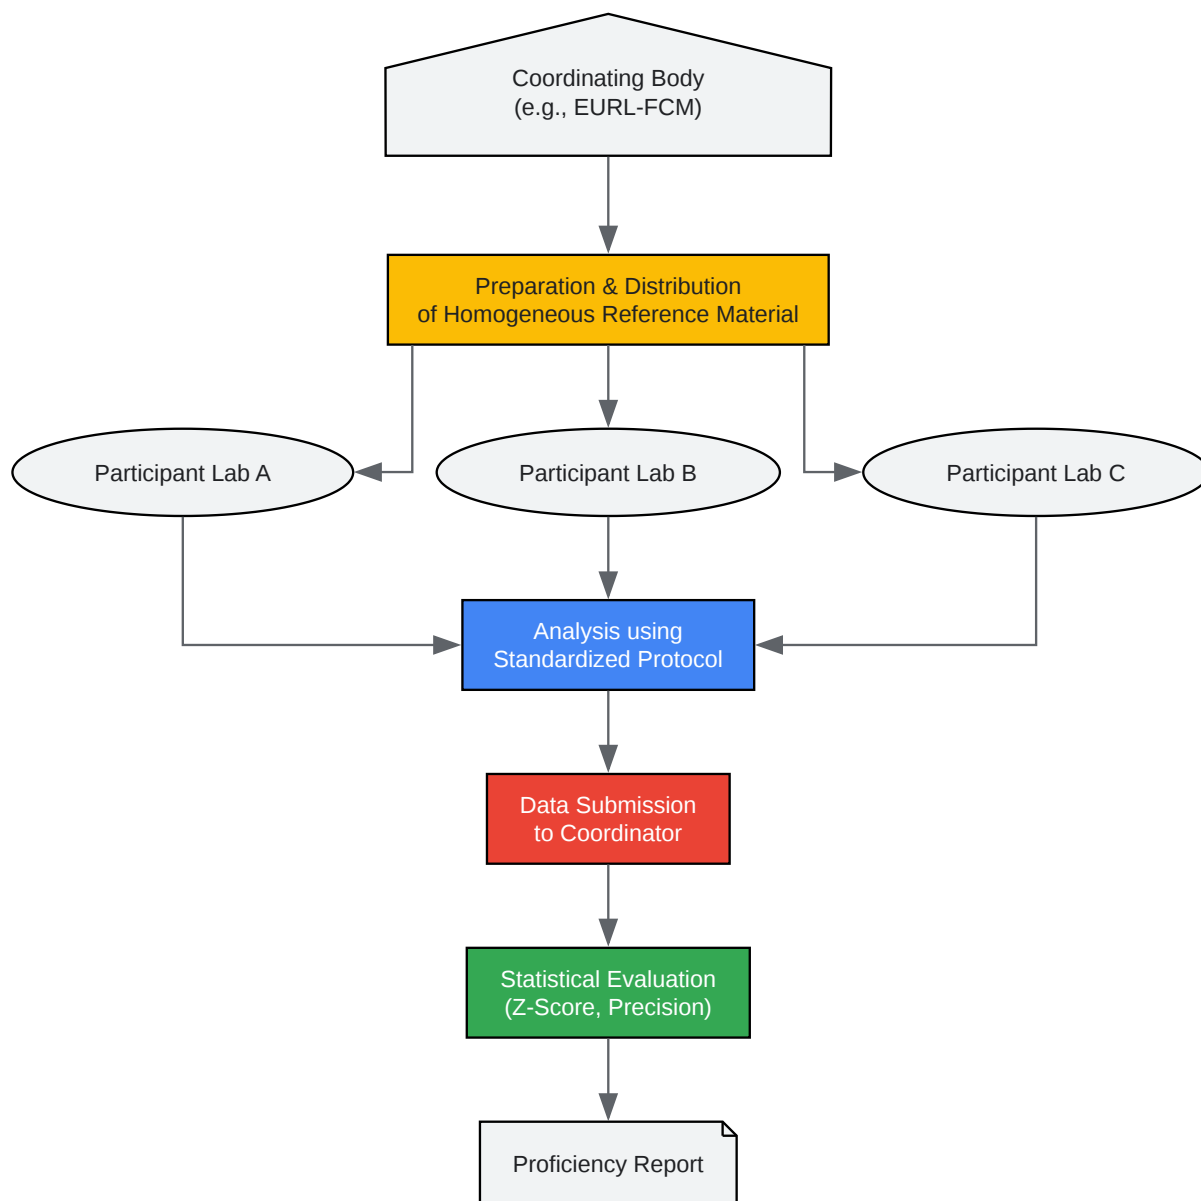 Coordinating Body
(e.g., EURL-FCM)
Preparation & Distribution
of Homogeneous Reference Material
Participant Lab A
Participant Lab B
Participant Lab C
Analysis using
Standardized Protocol
Data Submission
to Coordinator
Statistical Evaluation
(Z-Score, Precision)
Proficiency Report